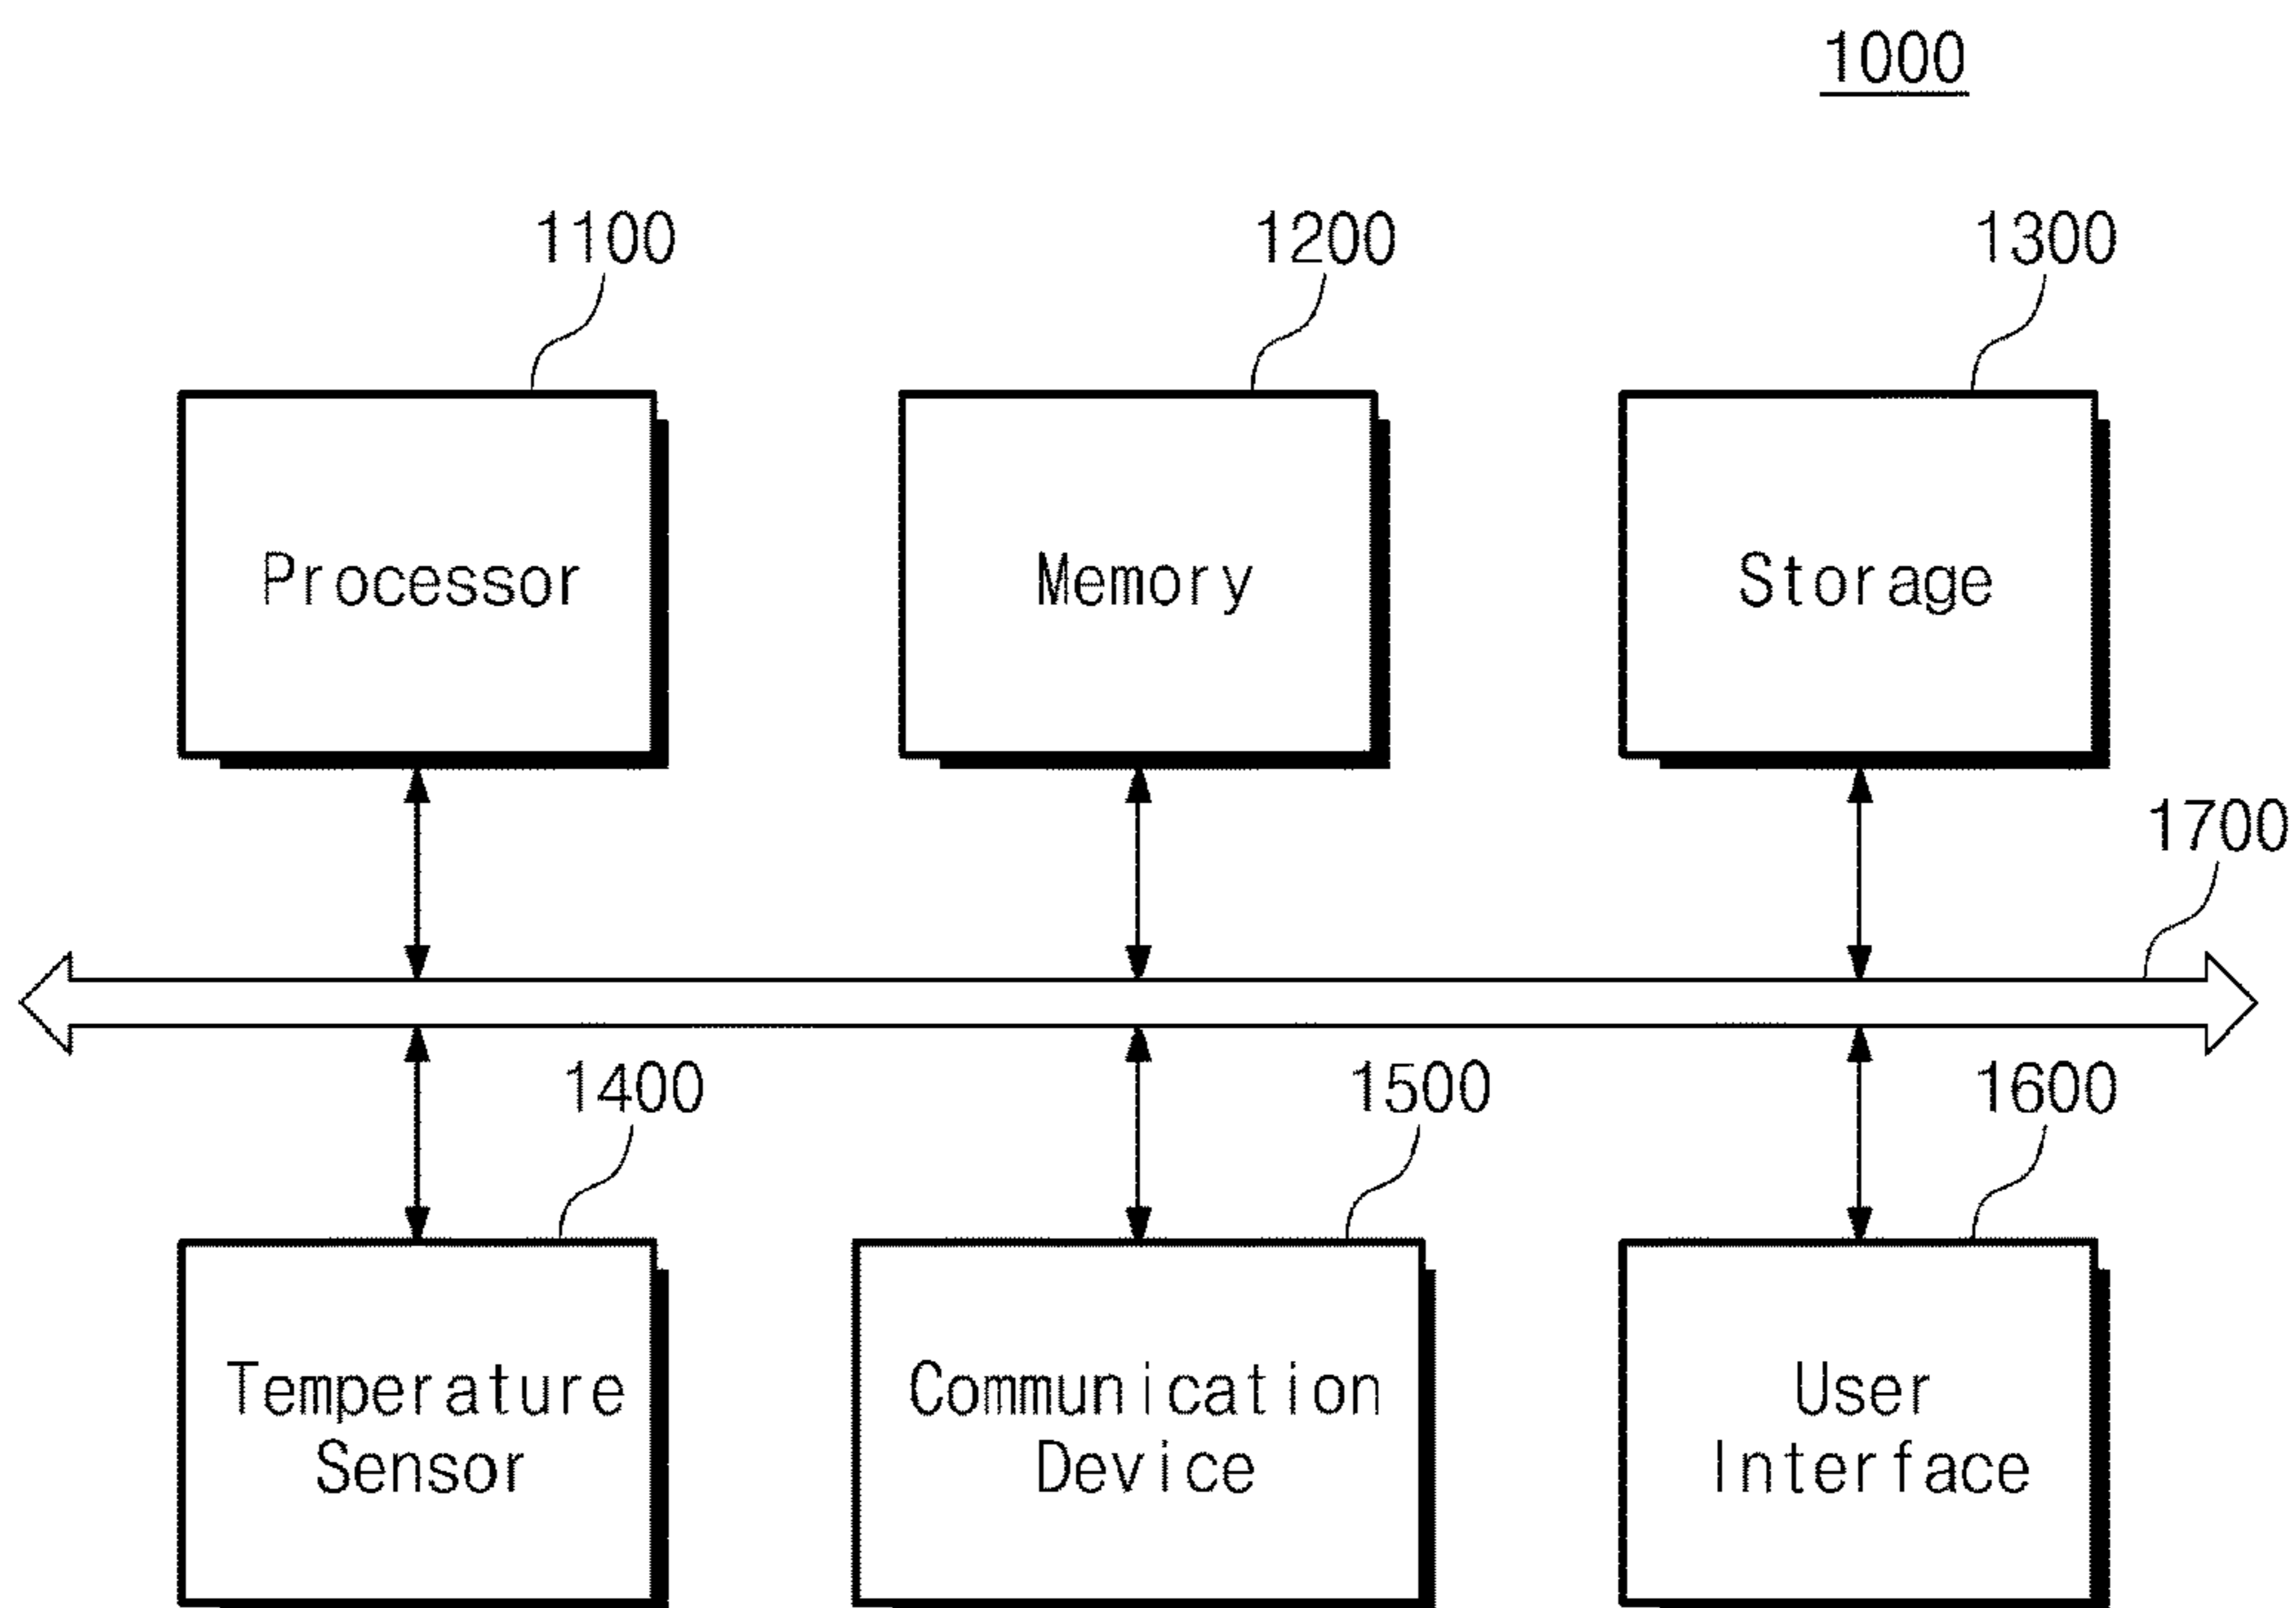 1000
1100
1200
1300
Processor
Memory
Storage
1700
1400
1500
1600
Temperature
Sensor
Communication
Device
User
Interface